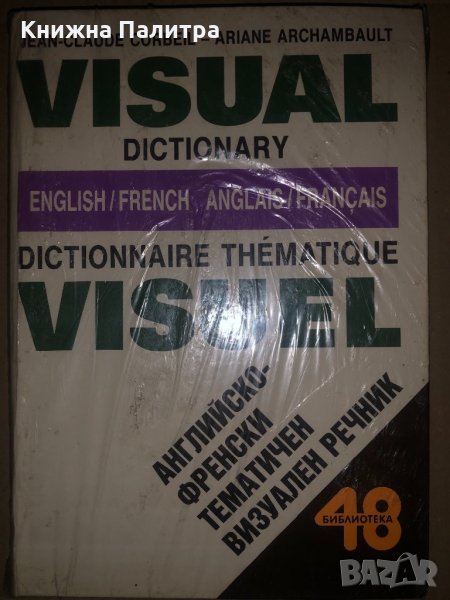 Книжна Палитра
JEAN-CLAUDE CORBEIL - ARIANE ARCHAMBAULT
VISUAL
DICTIONARY
ENGLISH/FRENCH ANGLAIS/FRANÇAIS
DICTIONNAIRE THÉMATIQUE
VISUEL
АНГЛИЙСКО-
ФРЕНСКИ
ТЕМАТИЧЕН
ВИЗУАЛЕН РЕЧНИК
48
БИБЛИОТЕКА
BAZAR